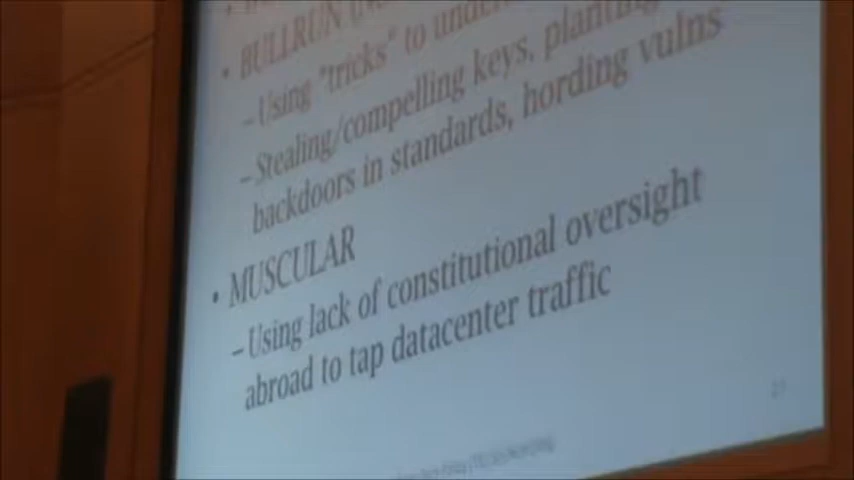 • BULLRUN
–Using "tricks" to
–Stealing/compelling keys, planting
backdoors in standards, hording vulns
• MUSCULAR
–Using lack of constitutional oversight
abroad to tap datacenter traffic